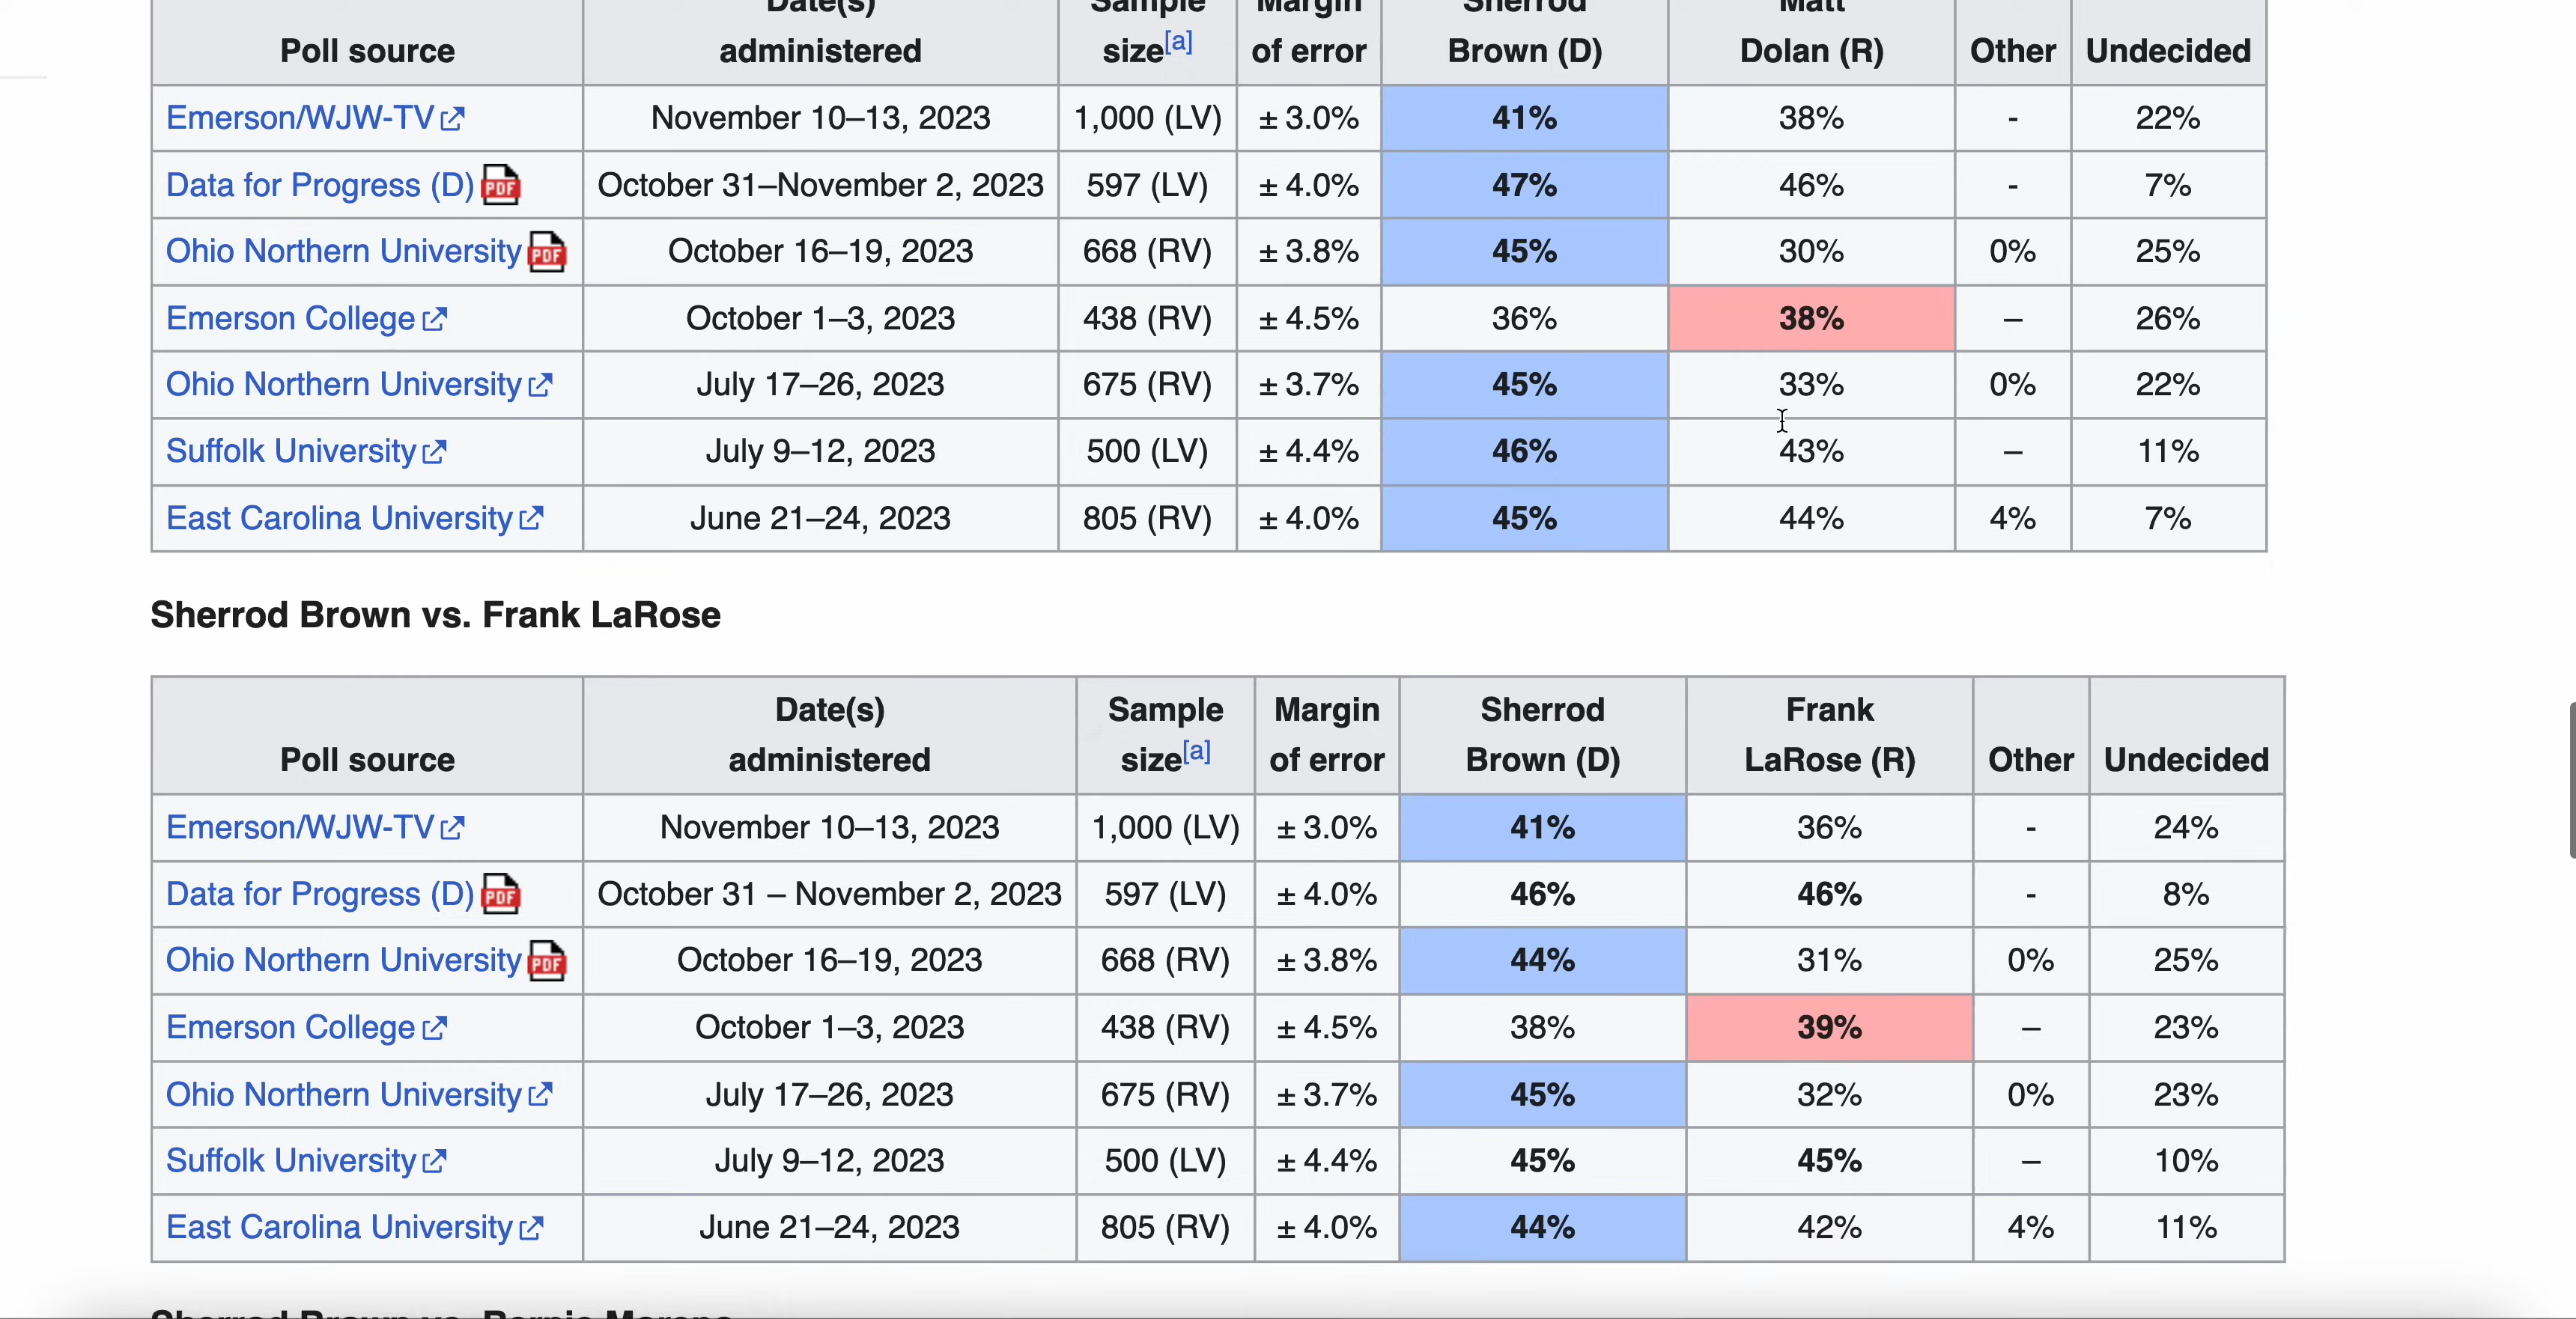 Date(s) Sample Margin Sherrod Matt
Poll source administered size[a] of error Brown (D) Dolan (R) Other Undecided
Emerson/WJW-TV November 10–13, 2023 1,000 (LV) ± 3.0% 41% 38% - 22%
Data for Progress (D) PDF October 31–November 2, 2023 597 (LV) ± 4.0% 47% 46% - 7%
Ohio Northern University PDF October 16–19, 2023 668 (RV) ± 3.8% 45% 30% 0% 25%
Emerson College October 1–3, 2023 438 (RV) ± 4.5% 36% 38% – 26%
Ohio Northern University July 17–26, 2023 675 (RV) ± 3.7% 45% 33% 0% 22%
Suffolk University July 9–12, 2023 500 (LV) ± 4.4% 46% 43% – 11%
East Carolina University June 21–24, 2023 805 (RV) ± 4.0% 45% 44% 4% 7%
Sherrod Brown vs. Frank LaRose
Date(s) Sample Margin Sherrod Frank
Poll source administered size[a] of error Brown (D) LaRose (R) Other Undecided
Emerson/WJW-TV November 10–13, 2023 1,000 (LV) ± 3.0% 41% 36% - 24%
Data for Progress (D) PDF October 31 – November 2, 2023 597 (LV) ± 4.0% 46% 46% - 8%
Ohio Northern University PDF October 16–19, 2023 668 (RV) ± 3.8% 44% 31% 0% 25%
Emerson College October 1–3, 2023 438 (RV) ± 4.5% 38% 39% – 23%
Ohio Northern University July 17–26, 2023 675 (RV) ± 3.7% 45% 32% 0% 23%
Suffolk University July 9–12, 2023 500 (LV) ± 4.4% 45% 45% – 10%
East Carolina University June 21–24, 2023 805 (RV) ± 4.0% 44% 42% 4% 11%
Sherrod Brown vs. Bernie Moreno